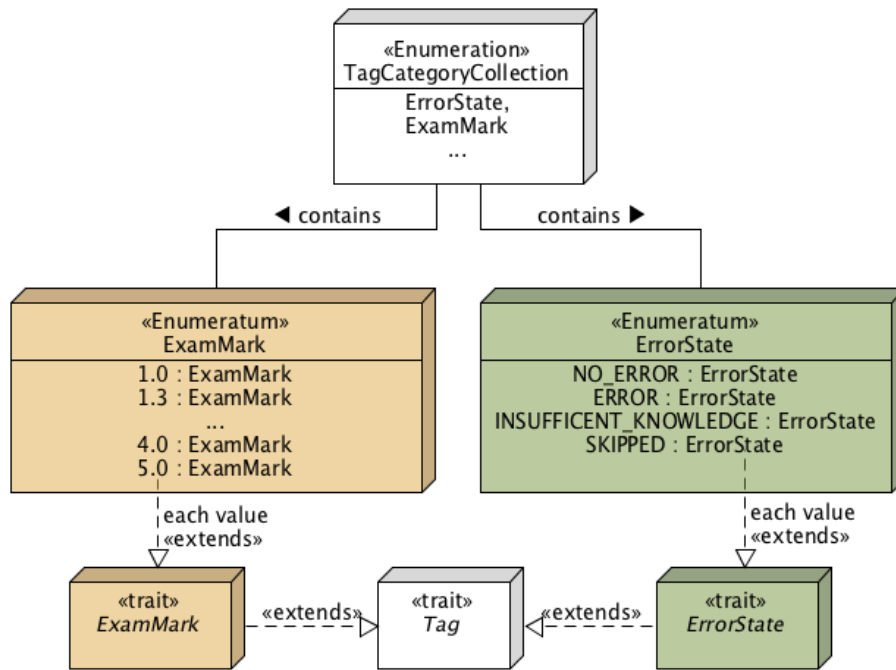 «Enumeration»
TagCategoryCollection
ErrorState,
ExamMark
...
◀ contains
contains ▶
«Enumeratum»
ExamMark
1.0 : ExamMark
1.3 : ExamMark
...
4.0 : ExamMark
5.0 : ExamMark
«Enumeratum»
ErrorState
NO_ERROR : ErrorState
ERROR : ErrorState
INSUFFICENT_KNOWLEDGE : ErrorState
SKIPPED : ErrorState
each value
«extends»
each value
«extends»
«trait»
ExamMark
«extends»
«trait»
Tag
«extends»
«trait»
ErrorState